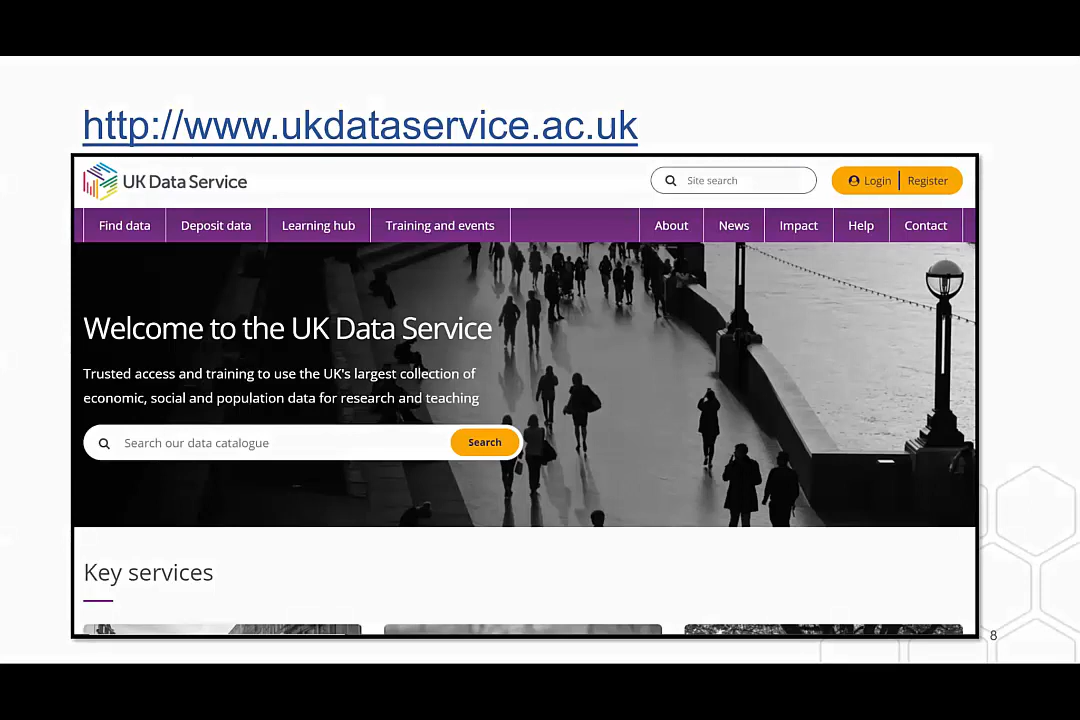 http://www.ukdataservice.ac.uk
UK Data Service
Site search
Login Register
Find data Deposit data Learning hub Training and events About News Impact Help Contact
Welcome to the UK Data Service
Trusted access and training to use the UK's largest collection of
economic, social and population data for research and teaching
Search our data catalogue Search
Key services
8